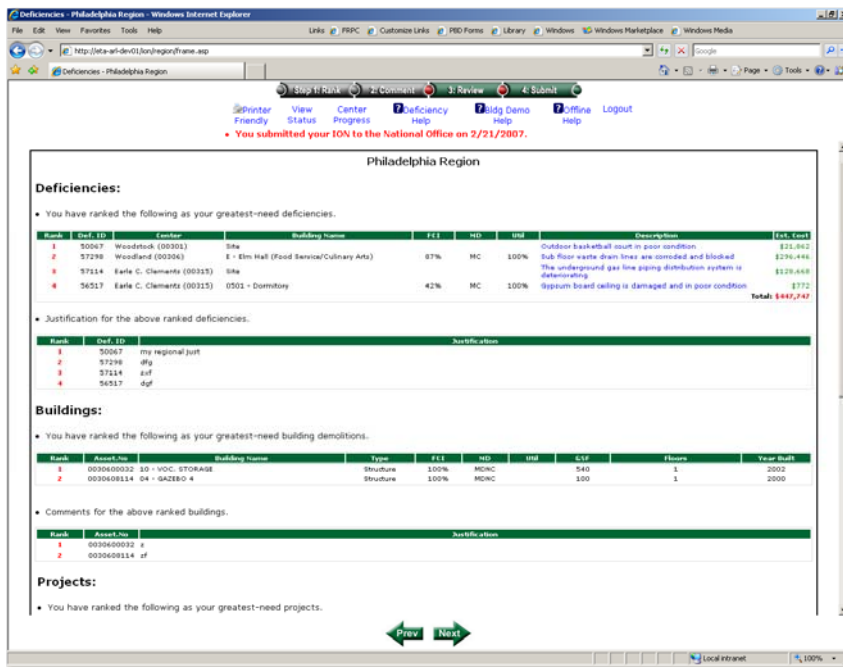 Deficiencies - Philadelphia Region - Windows Internet Explorer
File Edit View Favorites Tools Help Links FRPC Customize Links PBD Forms Library Windows Windows Marketplace Windows Media
http://eta-arl-dev01/ion/region/frame.asp Google
Deficiencies - Philadelphia Region Page Tools
Step 1: Rank 2: Comment 3: Review 4: Submit
Printer Friendly View Status Center Progress Deficiency Help Bldg Demo Help Offline Help Logout
• You submitted your ION to the National Office on 2/21/2007.
Philadelphia Region
Deficiencies:
• You have ranked the following as your greatest-need deficiencies.
Rank Def. ID Center Building Name FCI MD Util Description Est. Cost
1 50067 Woodstock (00301) Site Outdoor basketball court in poor condition $21,862
2 57298 Woodland (00306) E - Elm Hall (Food Service/Culinary Arts) 67% MC 100% Sub floor waste drain lines are corroded and blocked $296,446
3 57114 Earle C. Clements (00315) Site The underground gas line piping distribution system is deteriorating $128,668
4 56517 Earle C. Clements (00315) 0501 - Dormitory 42% MC 100% Gypsum board ceiling is damaged and in poor condition $772
Total: $447,747
• Justification for the above ranked deficiencies.
Rank Def. ID Justification
1 50067 my regional just
2 57298 dfg
3 57114 zxf
4 56517 dgf
Buildings:
• You have ranked the following as your greatest-need building demolitions.
Rank Asset.No Building Name Type FCI MD Util GSF Floors Year Built
1 0030600032 10 - VOC. STORAGE Structure 100% MDNC 540 1 2002
2 0030608114 04 - GAZEBO 4 Structure 100% MDNC 100 1 2000
• Comments for the above ranked buildings.
Rank Asset.No Justification
1 0030600032 z
2 0030608114 zf
Projects:
• You have ranked the following as your greatest-need projects.
Prev Next
Local intranet 100%